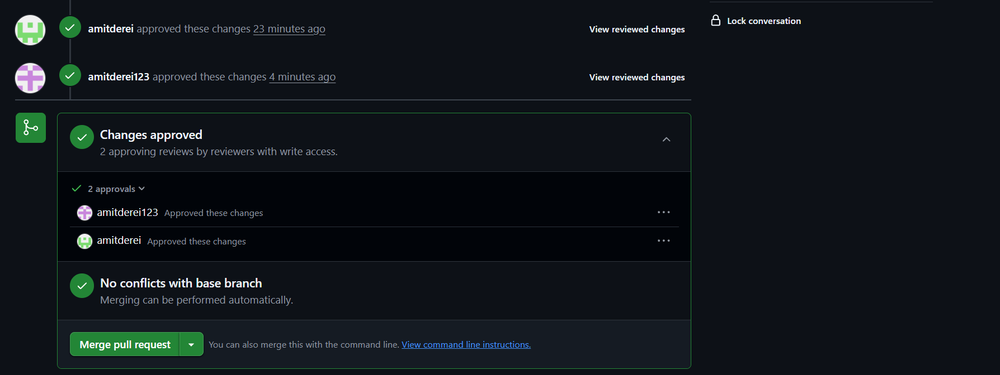 amitderei approved these changes 23 minutes ago
View reviewed changes
Lock conversation
amitderei123 approved these changes 4 minutes ago
View reviewed changes
Changes approved
2 approving reviews by reviewers with write access.
2 approvals
amitderei123 Approved these changes
amitderei Approved these changes
No conflicts with base branch
Merging can be performed automatically.
Merge pull request
You can also merge this with the command line. View command line instructions.